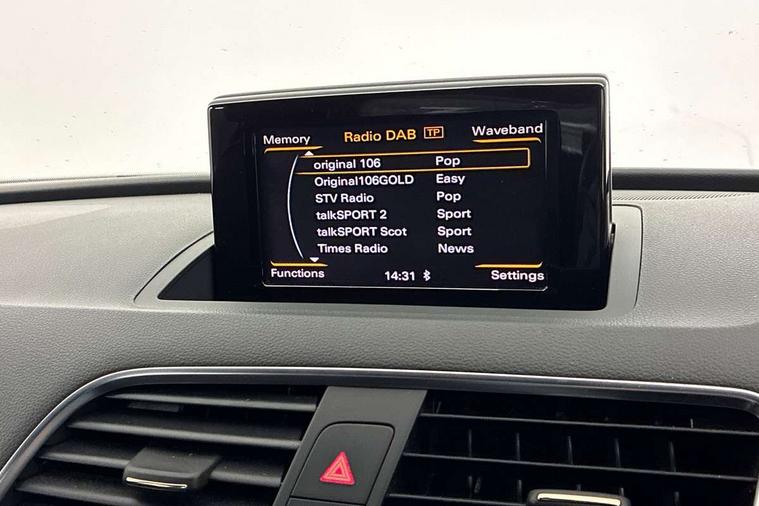 Memory Radio DAB TP Waveband
original 106 Pop
Original106GOLD Easy
STV Radio Pop
talkSPORT 2 Sport
talkSPORT Scot Sport
Times Radio News
Functions 14:31 Settings